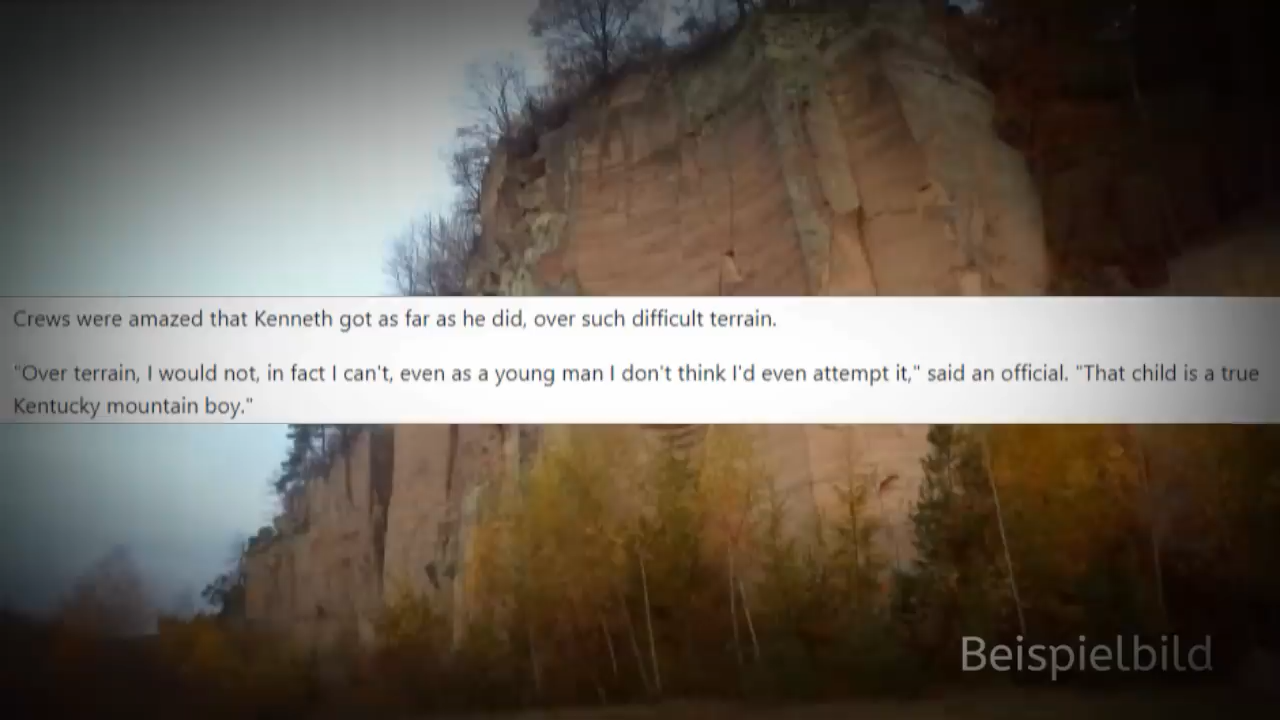 Crews were amazed that Kenneth got as far as he did, over such difficult terrain.
"Over terrain, I would not, in fact I can't, even as a young man I don't think I'd even attempt it," said an official. "That child is a true
Kentucky mountain boy."
Beispielbild